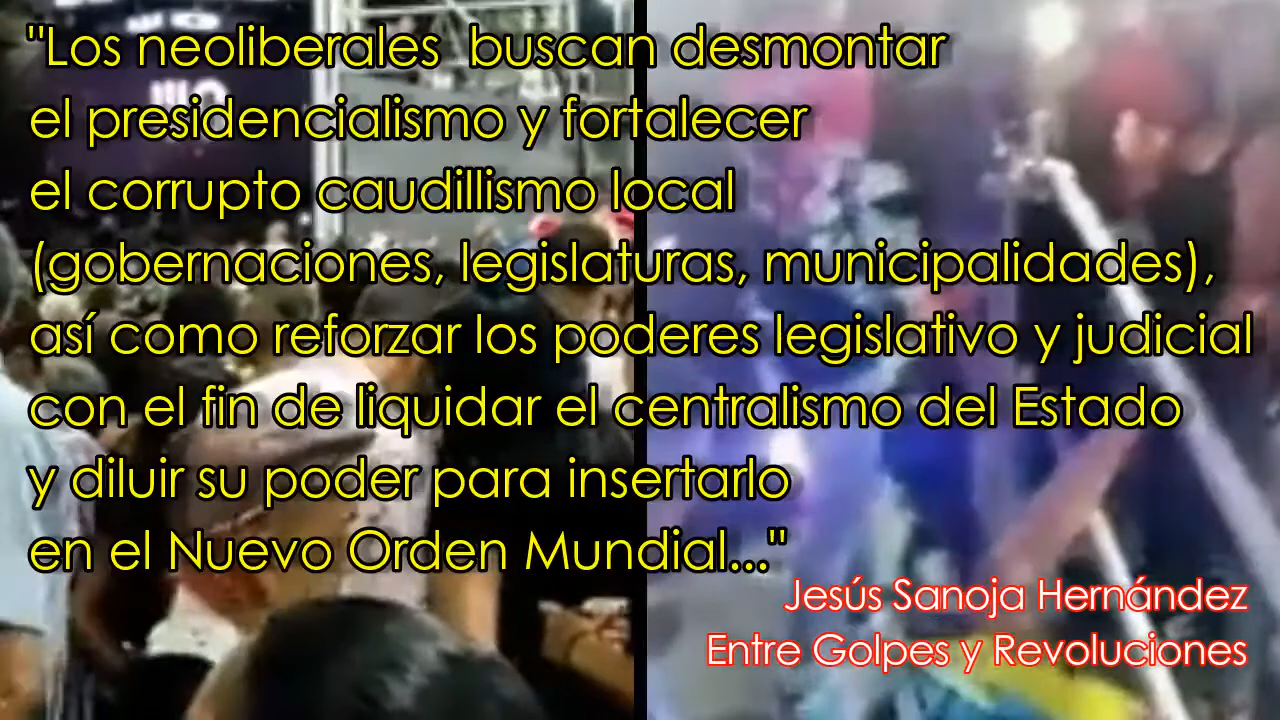 "Los neoliberales  buscan desmontar
el presidencialismo y fortalecer
el corrupto caudillismo local
(gobernaciones, legislaturas, municipalidades),
así como reforzar los poderes legislativo y judicial
con el fin de liquidar el centralismo del Estado
y diluir su poder para insertarlo
en el Nuevo Orden Mundial..."
Jesús Sanoja Hernández
Entre Golpes y Revoluciones